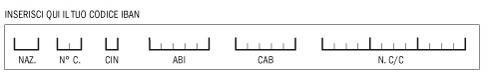 INSERISCI QUI IL TUO CODICE IBAN
NAZ. N° C. CIN ABI CAB N. C/C